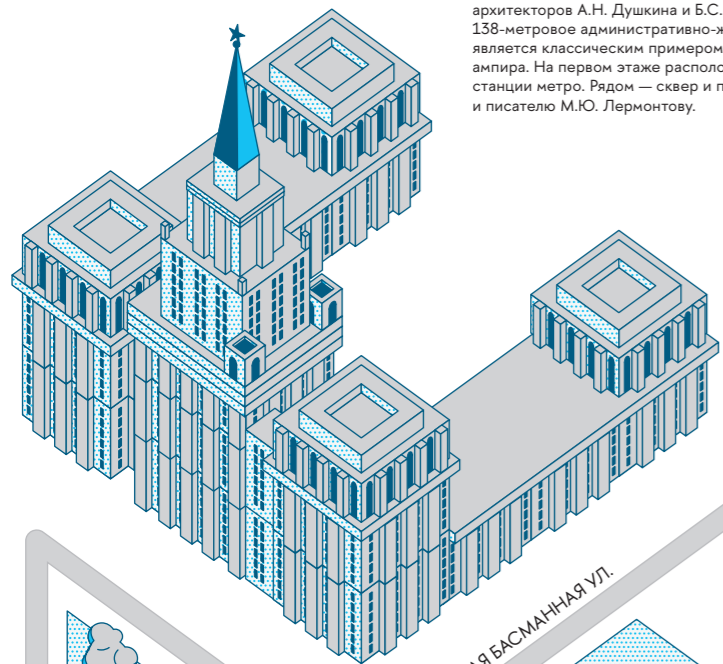 архитекторов А.Н. Душкина и Б.С.
138-метровое административно-ж
является классическим примером
ампира. На первом этаже располо
станции метро. Рядом — сквер и п
и писателю М.Ю. Лермонтову.
АЯ БАСМАННАЯ УЛ.